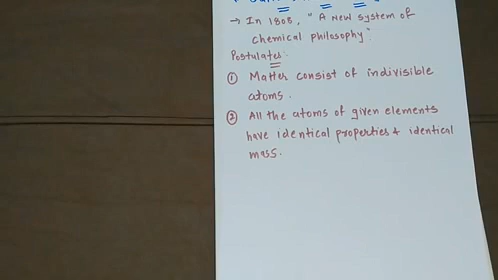 → In 1808, "A New system of
chemical philosophy".
Postulates:
① Matter consist of indivisible
atoms.
② All the atoms of given elements
have identical properties & identical
mass.